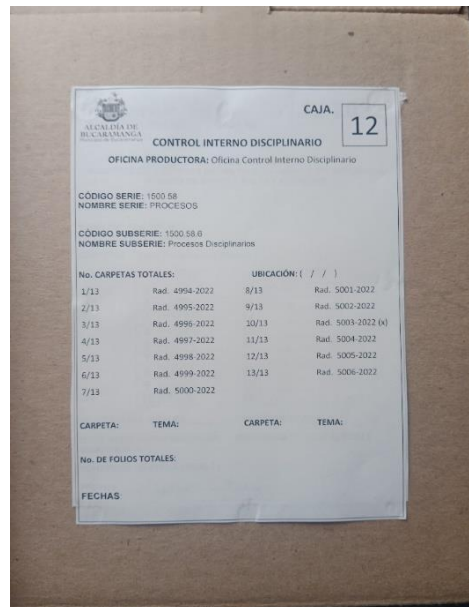 ALCALDÍA DE
BUCARAMANGA
CAJA. 12
CONTROL INTERNO DISCIPLINARIO
OFICINA PRODUCTORA: Oficina Control Interno Disciplinario
CÓDIGO SERIE: 1500.58
NOMBRE SERIE: PROCESOS
CÓDIGO SUBSERIE: 1500.58.6
NOMBRE SUBSERIE: Procesos Disciplinarios
No. CARPETAS TOTALES: UBICACIÓN: ( / / )
1/13 Rad. 4994-2022 8/13 Rad. 5001-2022
2/13 Rad. 4995-2022 9/13 Rad. 5002-2022
3/13 Rad. 4996-2022 10/13 Rad. 5003-2022 (x)
4/13 Rad. 4997-2022 11/13 Rad. 5004-2022
5/13 Rad. 4998-2022 12/13 Rad. 5005-2022
6/13 Rad. 4999-2022 13/13 Rad. 5006-2022
7/13 Rad. 5000-2022
CARPETA: TEMA: CARPETA: TEMA:
No. DE FOLIOS TOTALES:
FECHAS